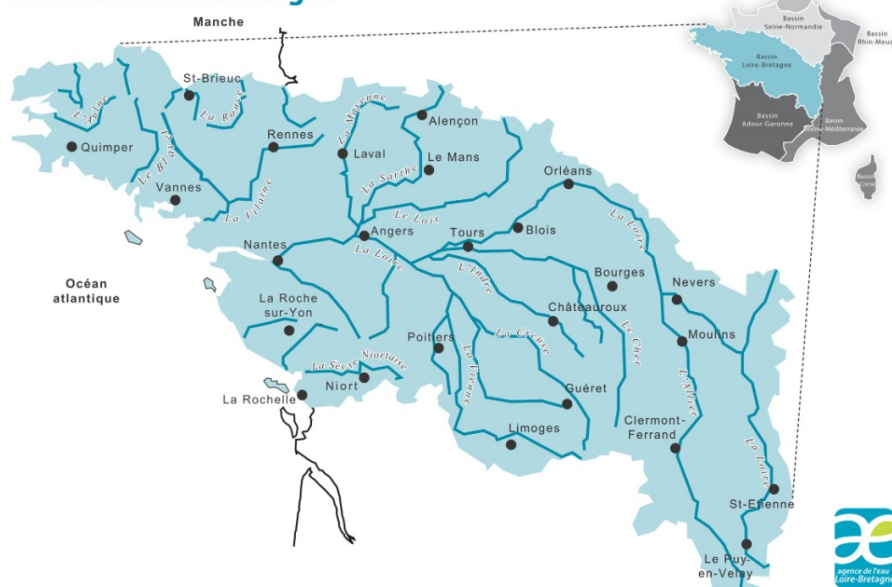 Manche
Bassin
Seine-Normandie
Bassin
Rhin-Meuse
Bassin
Loire-Bretagne
Bassin
Adour-Garonne
Bassin
Rhône-Méditerranée
Bassin
Corse
St-Brieuc
L'Aulne
La Rance
La Mayenne
Alençon
Quimper
Rennes
Laval
Le Mans
Le Blavet
La Sarthe
Orléans
Vannes
La Vilaine
Le Loir
La Loire
Angers
Tours
Blois
Nantes
La Loire
L'Indre
Bourges
Nevers
Océan
atlantique
La Roche
sur-Yon
Châteauroux
Poitiers
La Creuse
Le Cher
Moulins
La Sèvre Niortaise
La Vienne
L'Allier
Niort
Guéret
La Rochelle
Limoges
Clermont-
Ferrand
La Loire
St-Etienne
Le Puy-
en-Velay
ae
agence de l'eau
Loire-Bretagne